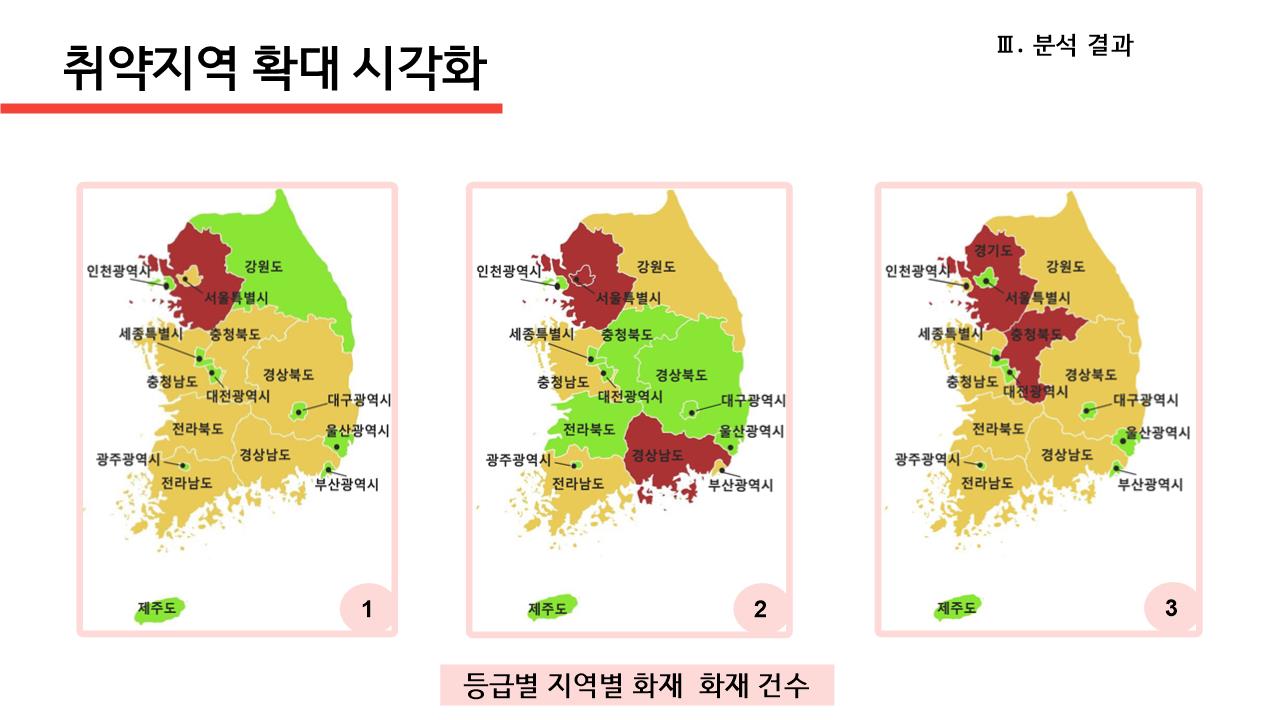 취약지역 확대 시각화
Ⅲ. 분석 결과
강원도
인천광역시
서울특별시
세종특별시
충청북도
충청남도
경상북도
대전광역시
대구광역시
전라북도
울산광역시
경상남도
광주광역시
전라남도
부산광역시
제주도
1
강원도
인천광역시
서울특별시
세종특별시
충청북도
충청남도
경상북도
대전광역시
대구광역시
전라북도
울산광역시
경상남도
광주광역시
전라남도
부산광역시
제주도
2
경기도
강원도
인천광역시
서울특별시
세종특별시
충청북도
충청남도
경상북도
대전광역시
대구광역시
전라북도
울산광역시
경상남도
광주광역시
전라남도
부산광역시
제주도
3
등급별 지역별 화재 화재 건수